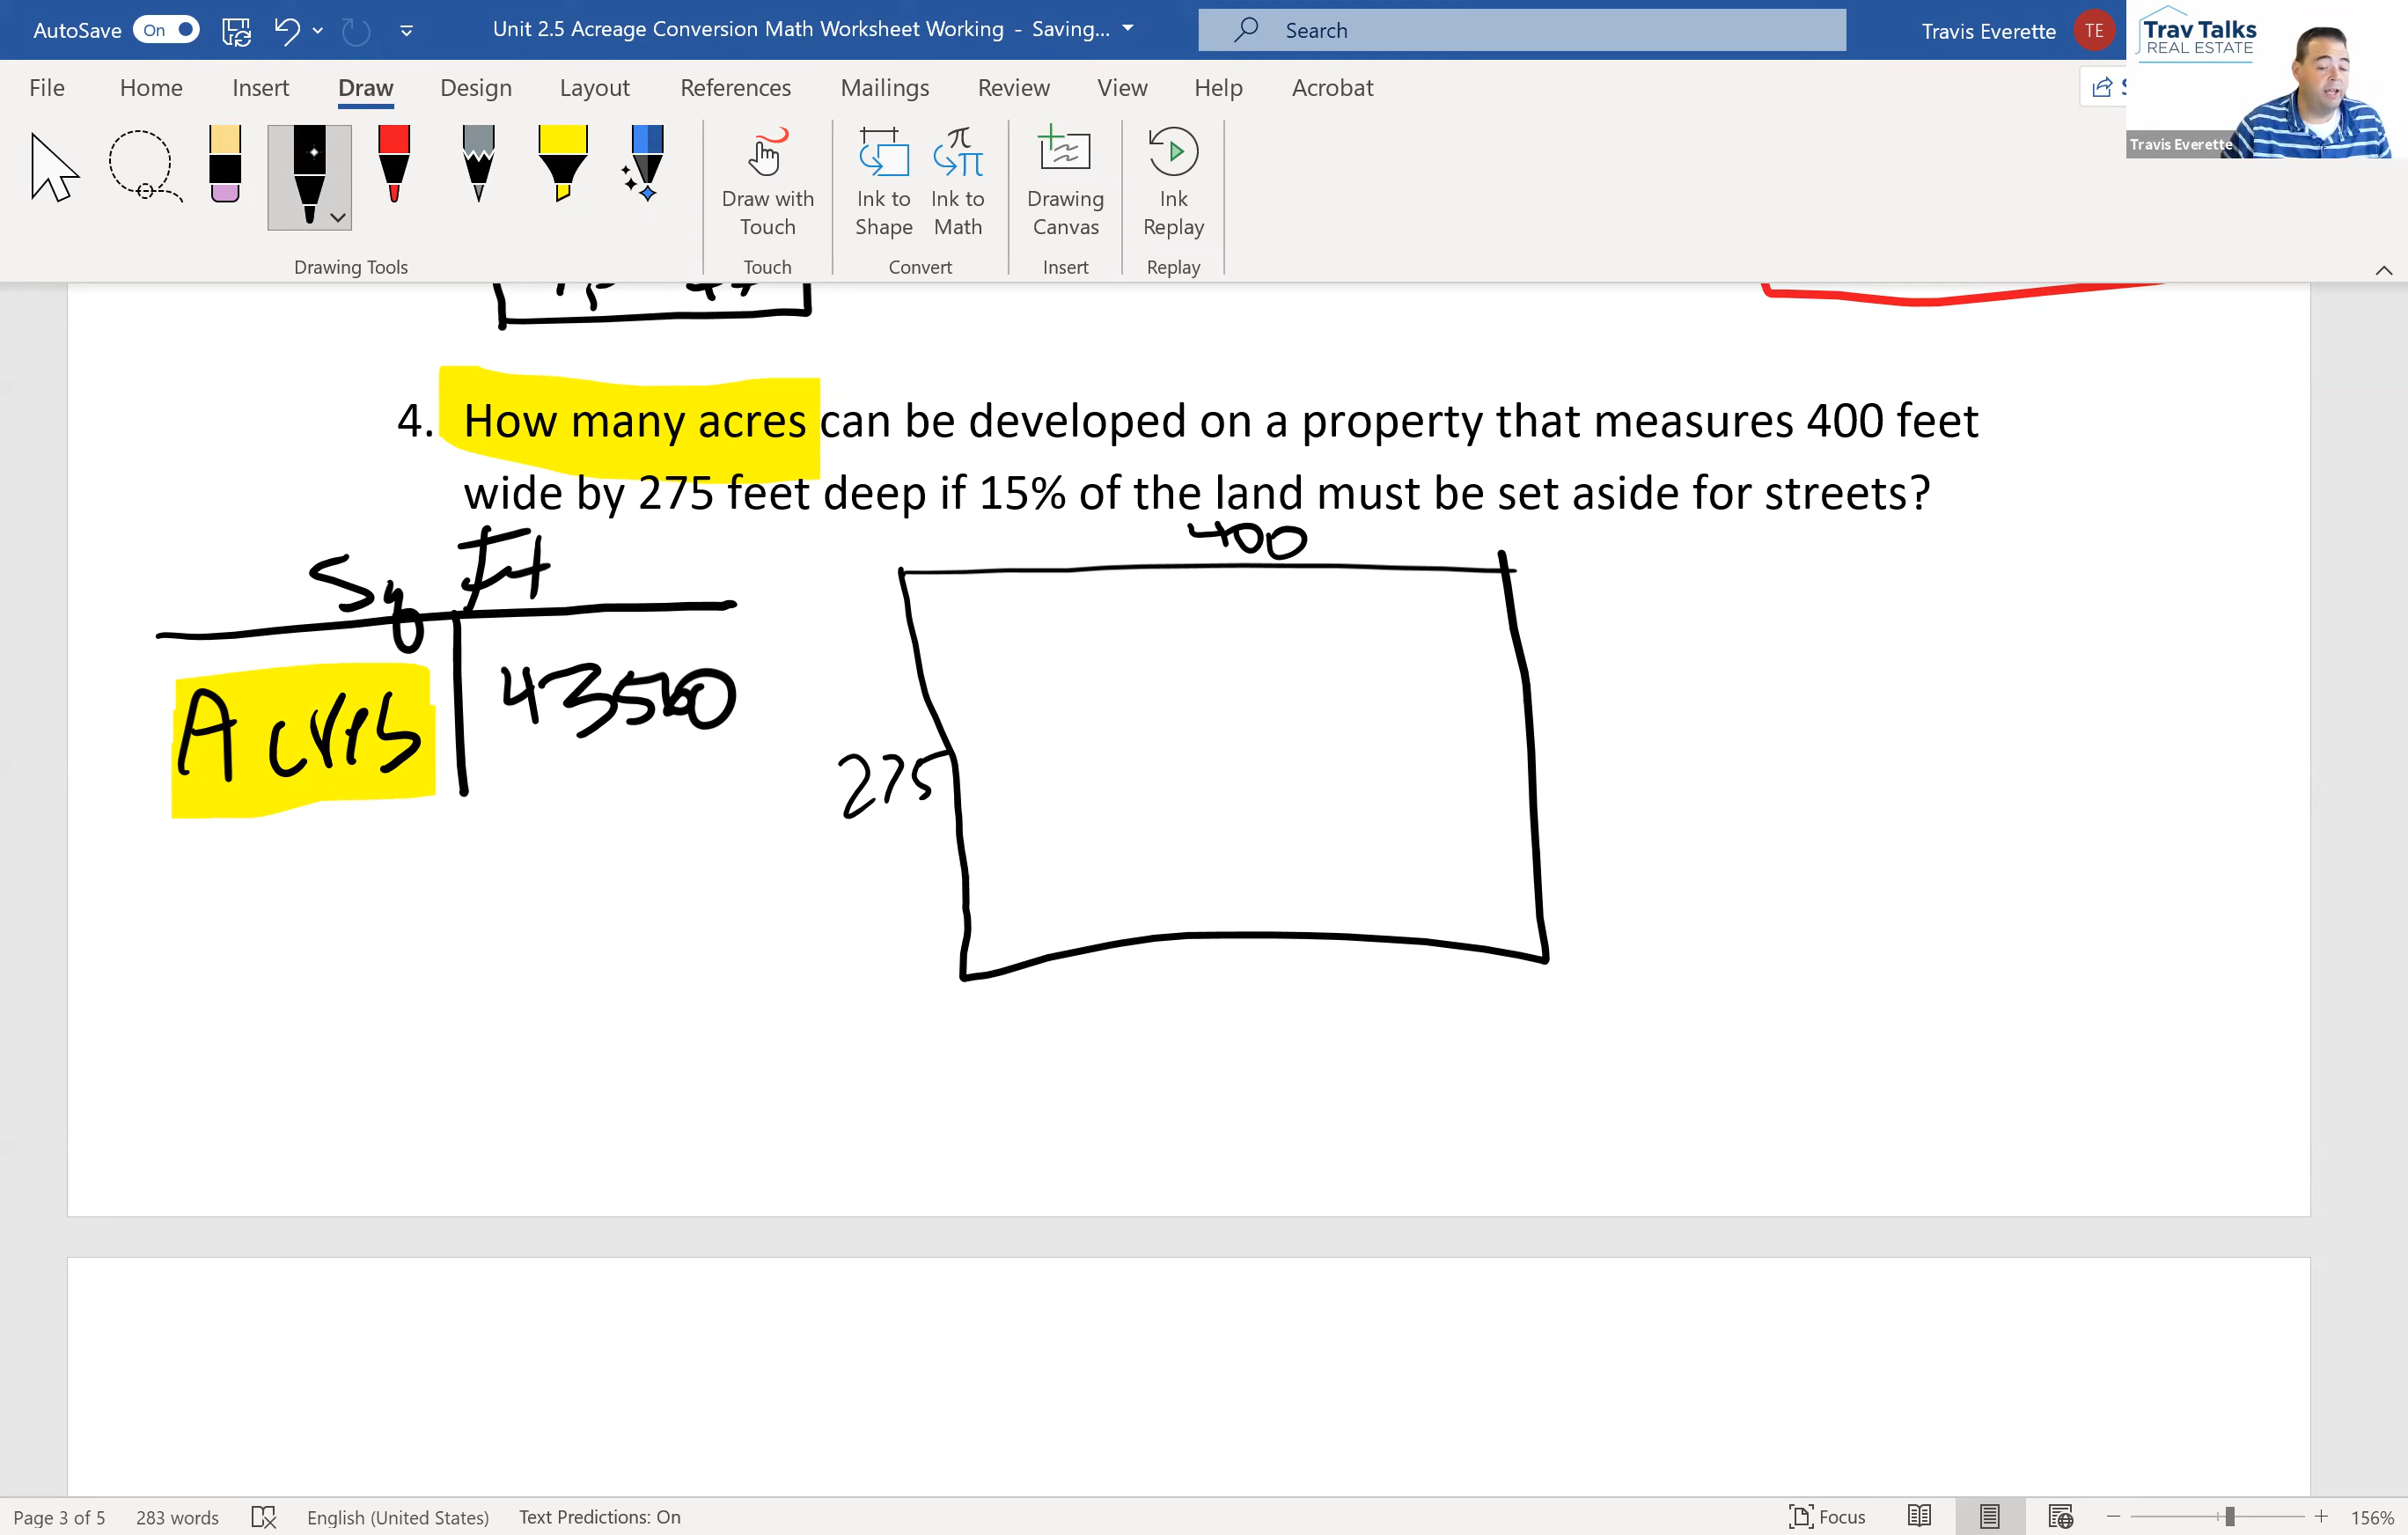 AutoSave On
Unit 2.5 Acreage Conversion Math Worksheet Working - Saving...
Search
Travis Everette TE
Trav Talks
REAL ESTATE
Travis Everette
File Home Insert Draw Design Layout References Mailings Review View Help Acrobat
Draw with Touch
Ink to Shape
Ink to Math
Drawing Canvas
Ink Replay
Drawing Tools Touch Convert Insert Replay
4. How many acres can be developed on a property that measures 400 feet
wide by 275 feet deep if 15% of the land must be set aside for streets?
400
Sq Ft
Acres 43560
275
Page 3 of 5 283 words English (United States) Text Predictions: On Focus 156%